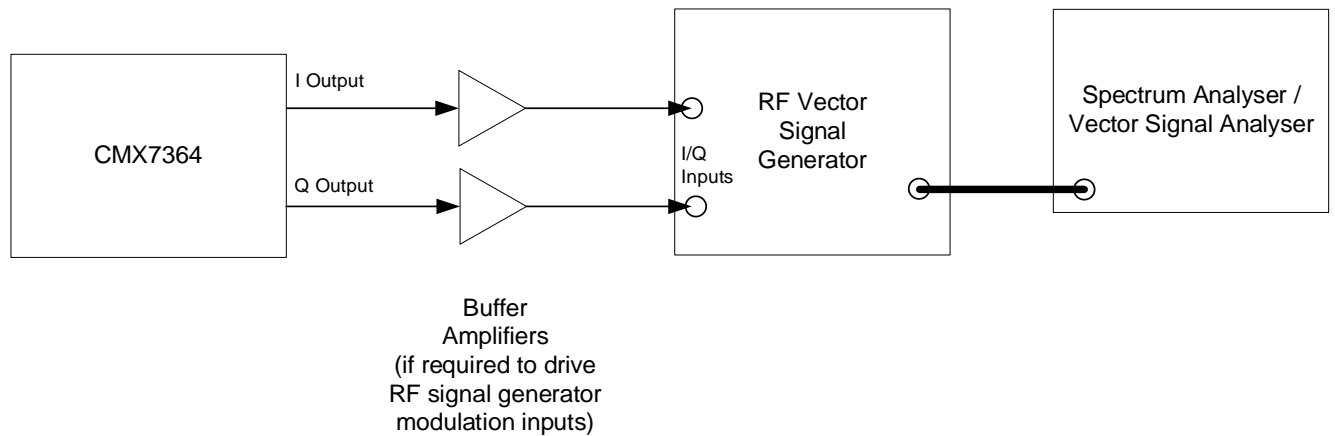 CMX7364
I Output
Q Output
Buffer
Amplifiers
(if required to drive
RF signal generator
modulation inputs)
I/Q
Inputs
RF Vector
Signal
Generator
Spectrum Analyser /
Vector Signal Analyser